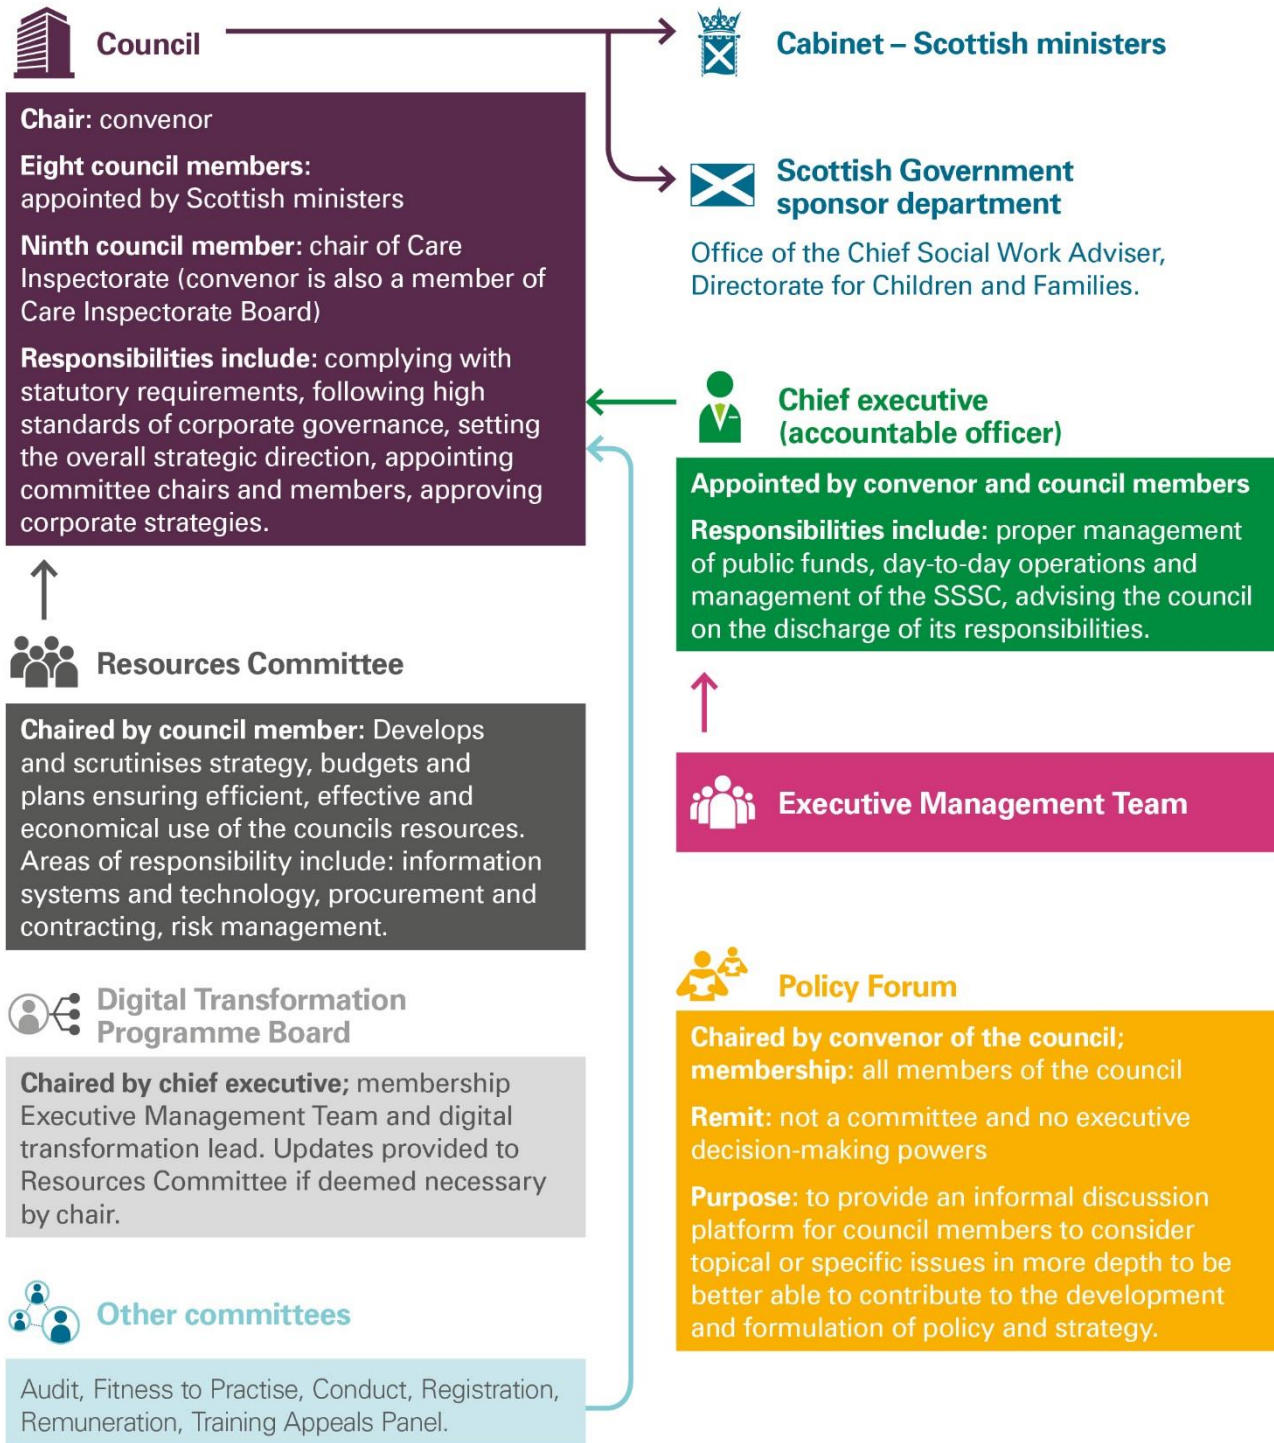 Council
Chair: convenor
Eight council members:
appointed by Scottish ministers
Ninth council member: chair of Care
Inspectorate (convenor is also a member of
Care Inspectorate Board)
Responsibilities include: complying with
statutory requirements, following high
standards of corporate governance, setting
the overall strategic direction, appointing
committee chairs and members, approving
corporate strategies.
Resources Committee
Chaired by council member: Develops
and scrutinises strategy, budgets and
plans ensuring efficient, effective and
economical use of the councils resources.
Areas of responsibility include: information
systems and technology, procurement and
contracting, risk management.
Digital Transformation
Programme Board
Chaired by chief executive; membership
Executive Management Team and digital
transformation lead. Updates provided to
Resources Committee if deemed necessary
by chair.
Other committees
Audit, Fitness to Practise, Conduct, Registration,
Remuneration, Training Appeals Panel.
Cabinet – Scottish ministers
Scottish Government
sponsor department
Office of the Chief Social Work Adviser,
Directorate for Children and Families.
Chief executive
(accountable officer)
Appointed by convenor and council members
Responsibilities include: proper management
of public funds, day-to-day operations and
management of the SSSC, advising the council
on the discharge of its responsibilities.
Executive Management Team
Policy Forum
Chaired by convenor of the council;
membership: all members of the council
Remit: not a committee and no executive
decision-making powers
Purpose: to provide an informal discussion
platform for council members to consider
topical or specific issues in more depth to be
better able to contribute to the development
and formulation of policy and strategy.